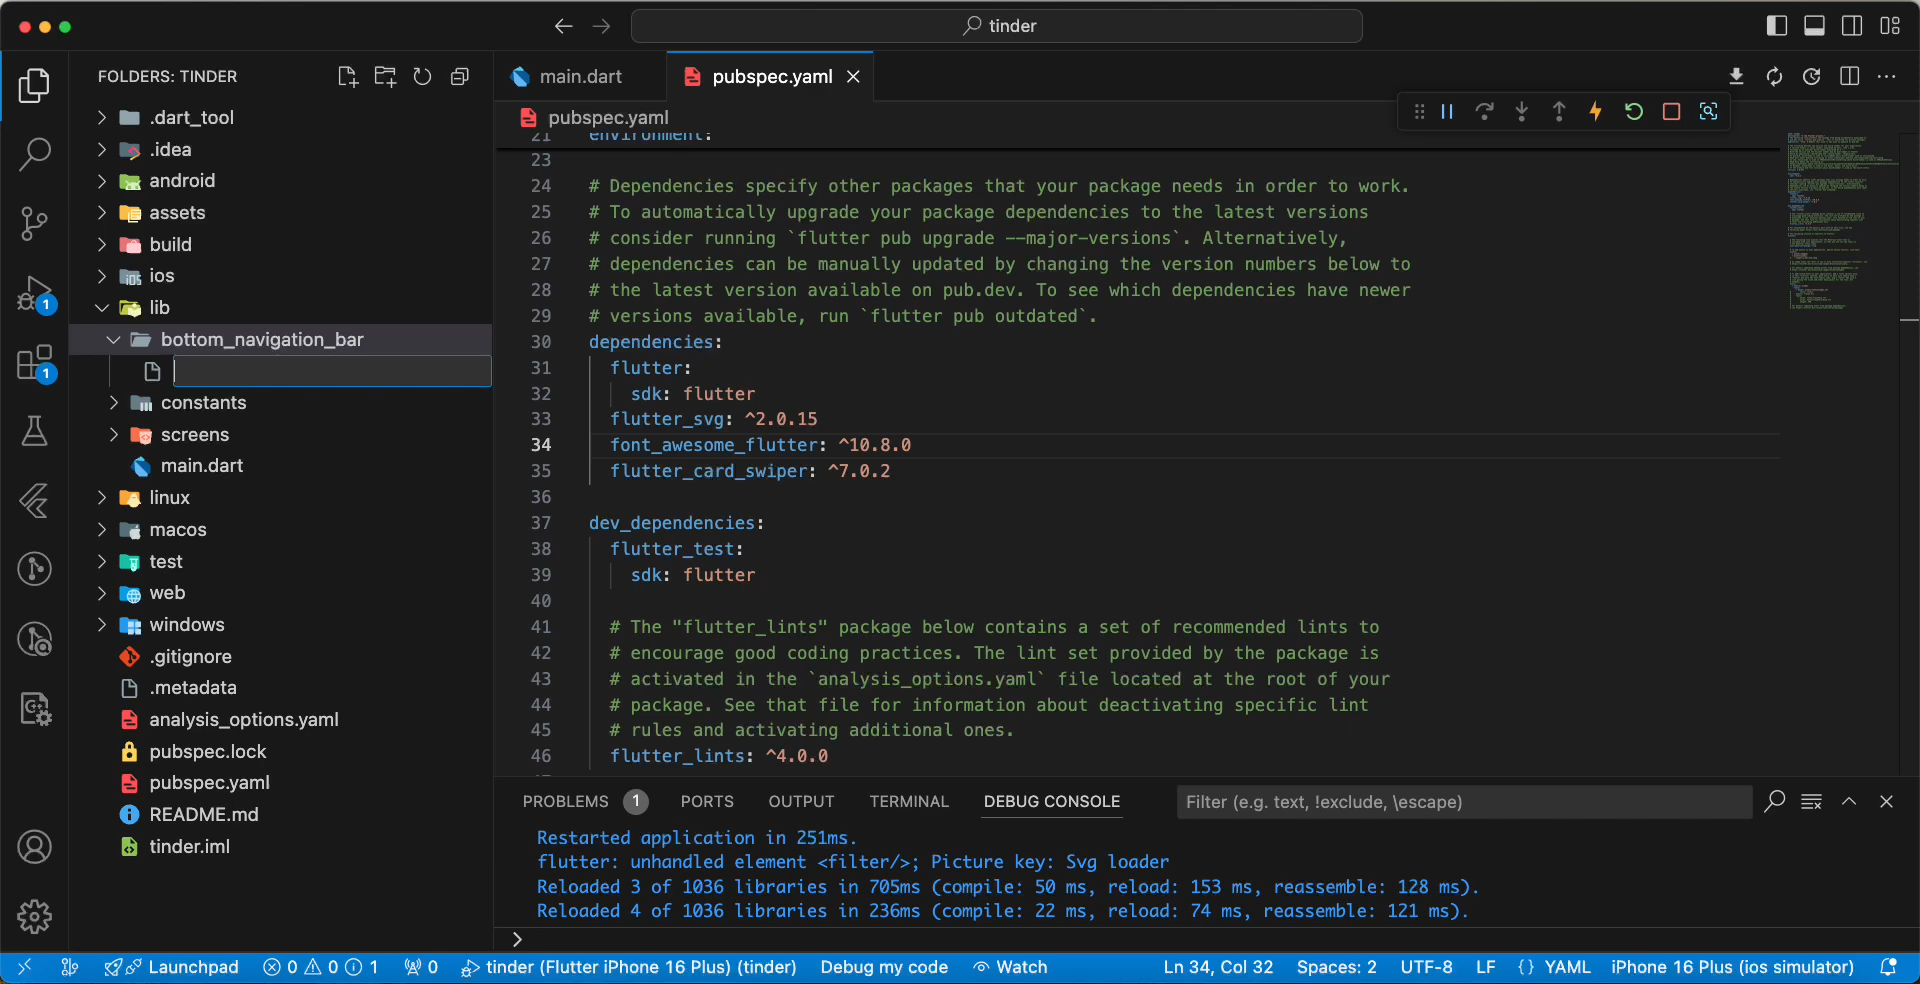 tinder
FOLDERS: TINDER
.dart_tool
.idea
android
assets
build
ios
lib
bottom_navigation_bar
constants
screens
main.dart
linux
macos
test
web
windows
.gitignore
.metadata
analysis_options.yaml
pubspec.lock
pubspec.yaml
README.md
tinder.iml
1
1
main.dart
pubspec.yaml
pubspec.yaml
21 environment:
23
24 # Dependencies specify other packages that your package needs in order to work.
25 # To automatically upgrade your package dependencies to the latest versions
26 # consider running `flutter pub upgrade --major-versions`. Alternatively,
27 # dependencies can be manually updated by changing the version numbers below to
28 # the latest version available on pub.dev. To see which dependencies have newer
29 # versions available, run `flutter pub outdated`.
30 dependencies:
31 flutter:
32 sdk: flutter
33 flutter_svg: ^2.0.15
34 font_awesome_flutter: ^10.8.0
35 flutter_card_swiper: ^7.0.2
36
37 dev_dependencies:
38 flutter_test:
39 sdk: flutter
40
41 # The "flutter_lints" package below contains a set of recommended lints to
42 # encourage good coding practices. The lint set provided by the package is
43 # activated in the `analysis_options.yaml` file located at the root of your
44 # package. See that file for information about deactivating specific lint
45 # rules and activating additional ones.
46 flutter_lints: ^4.0.0
PROBLEMS 1 PORTS OUTPUT TERMINAL DEBUG CONSOLE Filter (e.g. text, !exclude, \escape)
Restarted application in 251ms.
flutter: unhandled element <filter/>; Picture key: Svg loader
Reloaded 3 of 1036 libraries in 705ms (compile: 50 ms, reload: 153 ms, reassemble: 128 ms).
Reloaded 4 of 1036 libraries in 236ms (compile: 22 ms, reload: 74 ms, reassemble: 121 ms).
Launchpad 0 0 1 0 tinder (Flutter iPhone 16 Plus) (tinder) Debug my code Watch Ln 34, Col 32 Spaces: 2 UTF-8 LF {} YAML iPhone 16 Plus (ios simulator)